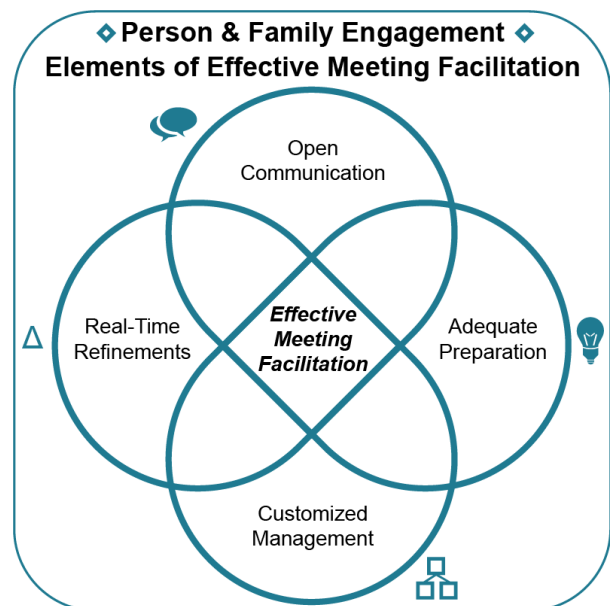 Person & Family Engagement
Elements of Effective Meeting Facilitation
Open
Communication
Real-Time
Refinements
Effective
Meeting
Facilitation
Adequate
Preparation
Customized
Management
Δ